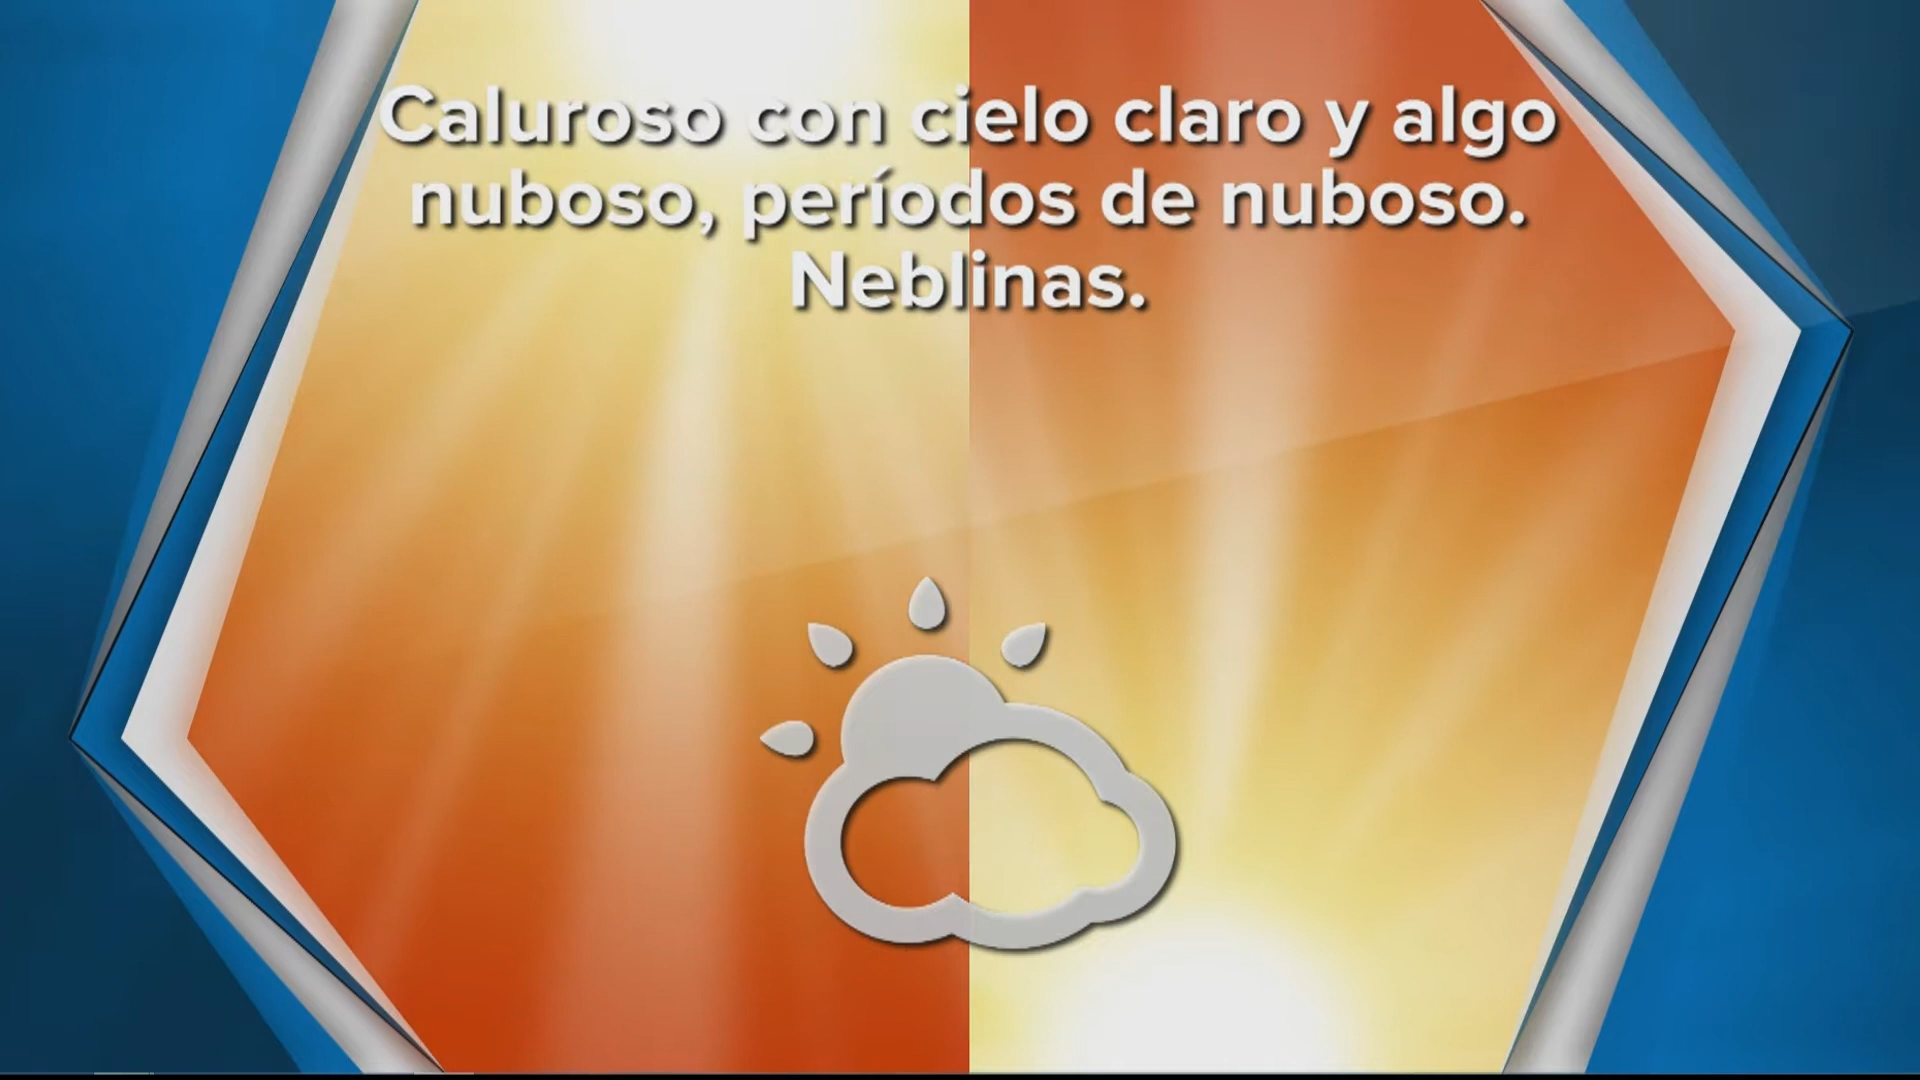 Caluroso con cielo claro y algo
nuboso, períodos de nuboso.
Neblinas.